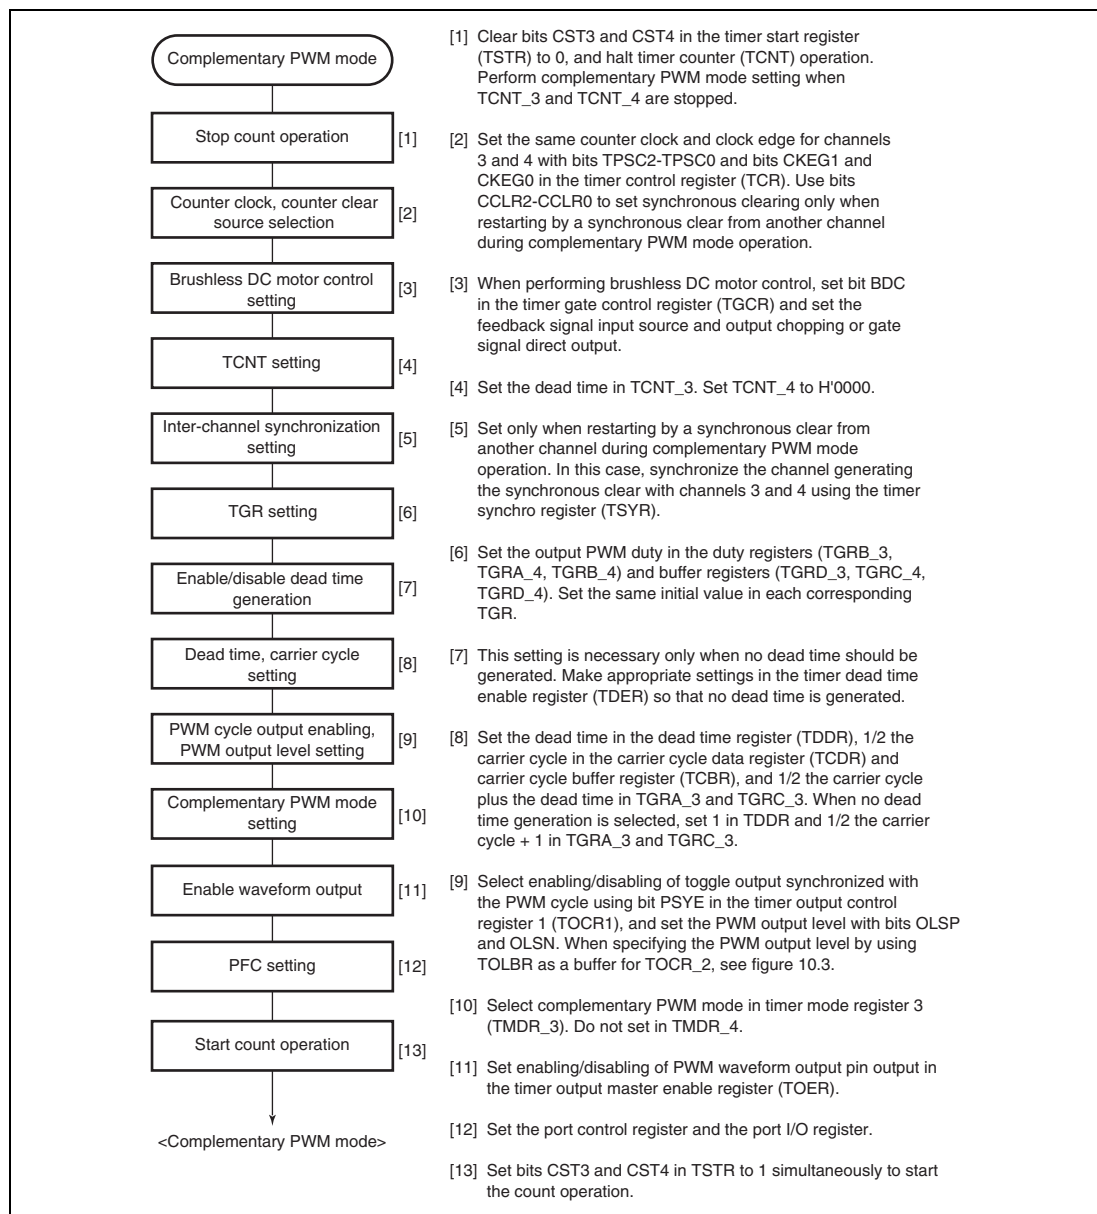 Complementary PWM mode
Stop count operation
[1]
Counter clock, counter clear
source selection
[2]
Brushless DC motor control
setting
[3]
TCNT setting
[4]
Inter-channel synchronization
setting
[5]
TGR setting
[6]
Enable/disable dead time
generation
[7]
Dead time, carrier cycle
setting
[8]
PWM cycle output enabling,
PWM output level setting
[9]
Complementary PWM mode
setting
[10]
Enable waveform output
[11]
PFC setting
[12]
Start count operation
[13]
<Complementary PWM mode>
[1] Clear bits CST3 and CST4 in the timer start register
(TSTR) to 0, and halt timer counter (TCNT) operation.
Perform complementary PWM mode setting when
TCNT_3 and TCNT_4 are stopped.
[2] Set the same counter clock and clock edge for channels
3 and 4 with bits TPSC2-TPSC0 and bits CKEG1 and
CKEG0 in the timer control register (TCR). Use bits
CCLR2-CCLR0 to set synchronous clearing only when
restarting by a synchronous clear from another channel
during complementary PWM mode operation.
[3] When performing brushless DC motor control, set bit BDC
in the timer gate control register (TGCR) and set the
feedback signal input source and output chopping or gate
signal direct output.
[4] Set the dead time in TCNT_3. Set TCNT_4 to H'0000.
[5] Set only when restarting by a synchronous clear from
another channel during complementary PWM mode
operation. In this case, synchronize the channel generating
the synchronous clear with channels 3 and 4 using the timer
synchro register (TSYR).
[6] Set the output PWM duty in the duty registers (TGRB_3,
TGRA_4, TGRB_4) and buffer registers (TGRD_3, TGRC_4,
TGRD_4). Set the same initial value in each corresponding
TGR.
[7] This setting is necessary only when no dead time should be
generated. Make appropriate settings in the timer dead time
enable register (TDER) so that no dead time is generated.
[8] Set the dead time in the dead time register (TDDR), 1/2 the
carrier cycle in the carrier cycle data register (TCDR) and
carrier cycle buffer register (TCBR), and 1/2 the carrier cycle
plus the dead time in TGRA_3 and TGRC_3. When no dead
time generation is selected, set 1 in TDDR and 1/2 the carrier
cycle + 1 in TGRA_3 and TGRC_3.
[9] Select enabling/disabling of toggle output synchronized with
the PWM cycle using bit PSYE in the timer output control
register 1 (TOCR1), and set the PWM output level with bits OLSP
and OLSN. When specifying the PWM output level by using
TOLBR as a buffer for TOCR_2, see figure 10.3.
[10] Select complementary PWM mode in timer mode register 3
(TMDR_3). Do not set in TMDR_4.
[11] Set enabling/disabling of PWM waveform output pin output in
the timer output master enable register (TOER).
[12] Set the port control register and the port I/O register.
[13] Set bits CST3 and CST4 in TSTR to 1 simultaneously to start
the count operation.